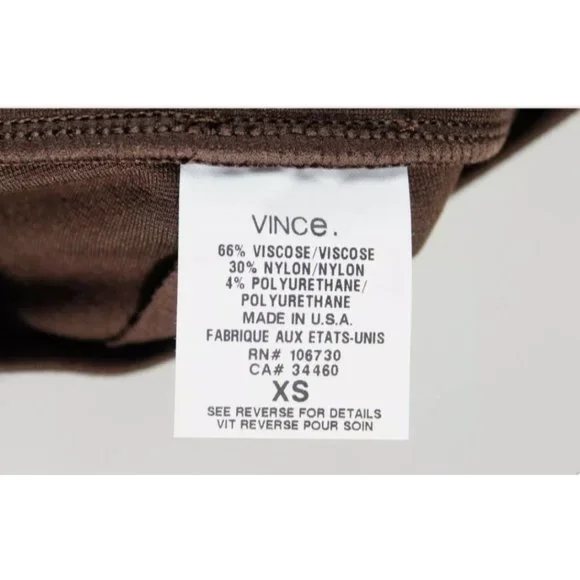 VINCe.
66% VISCOSE/VISCOSE
30% NYLON/NYLON
4% POLYURETHANE/
POLYURETHANE
MADE IN U.S.A.
FABRIQUE AUX ETATS-UNIS
RN# 106730
CA# 34460
XS
SEE REVERSE FOR DETAILS
VIT REVERSE POUR SOIN